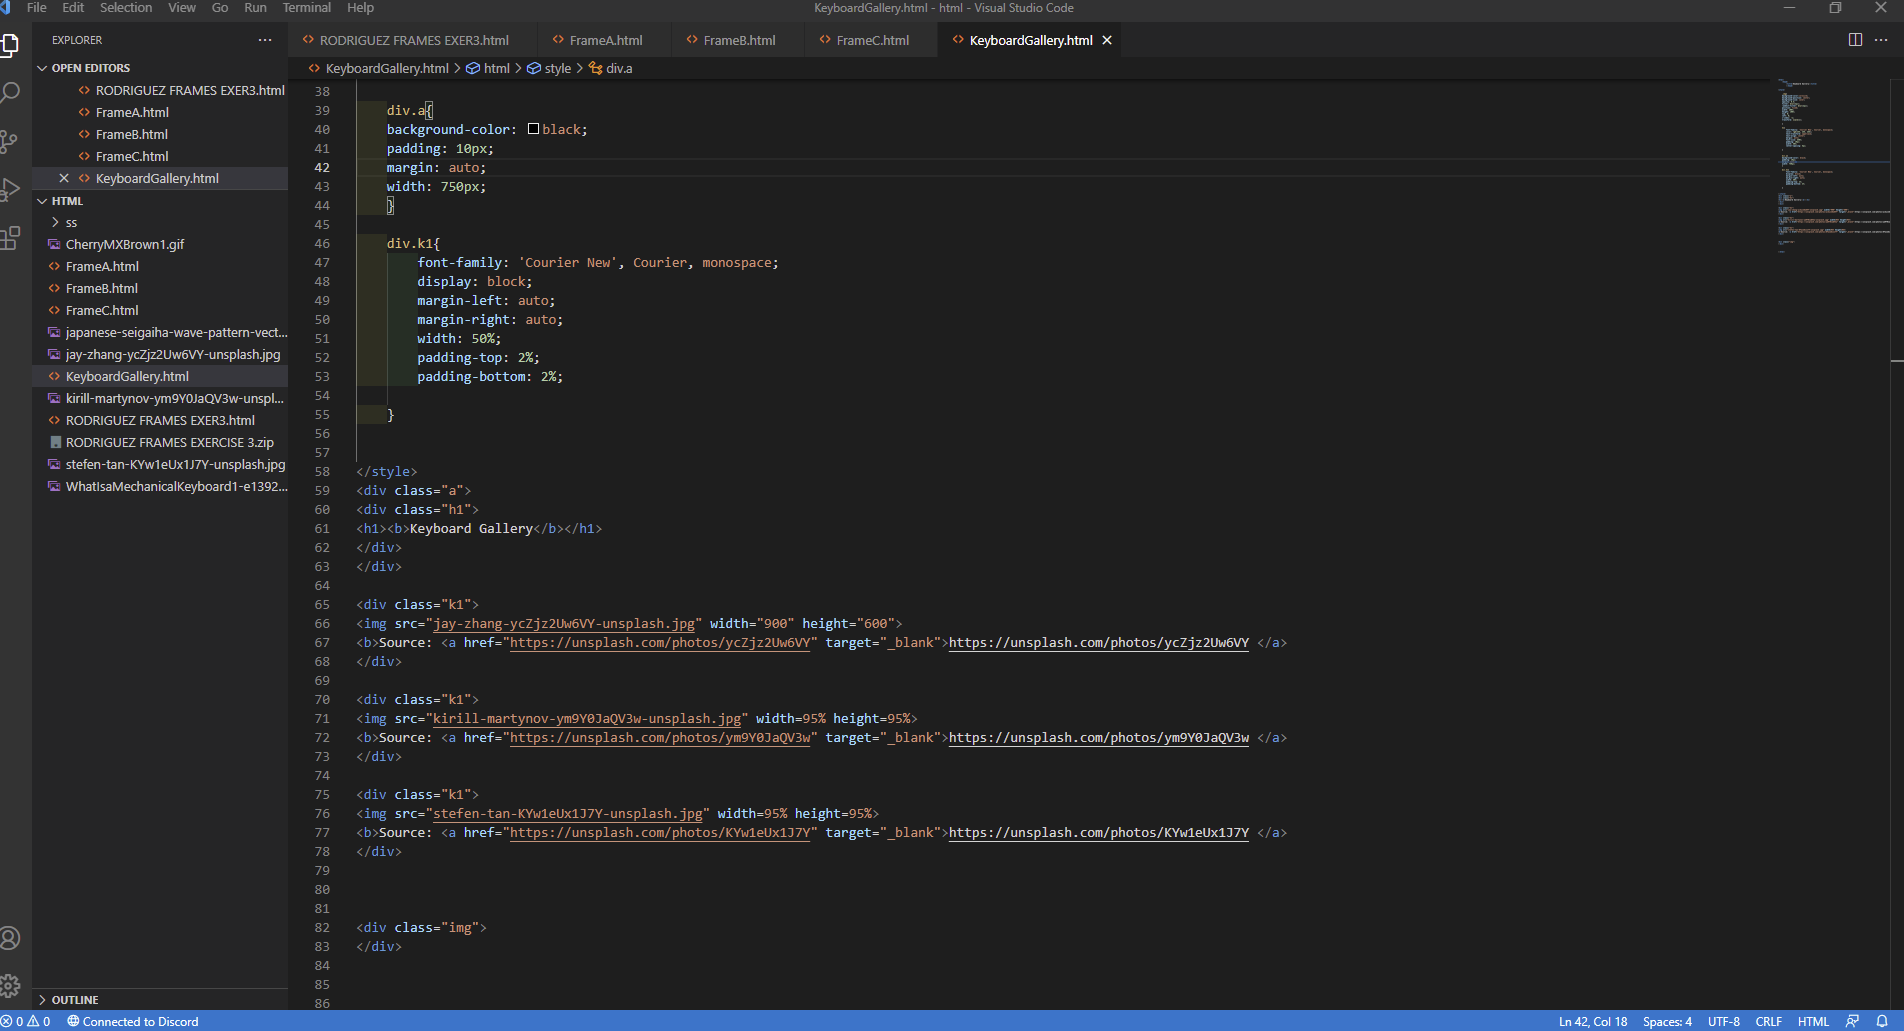 File Edit Selection View Go Run Terminal Help
KeyboardGallery.html - html - Visual Studio Code
EXPLORER
OPEN EDITORS
RODRIGUEZ FRAMES EXER3.html
FrameA.html
FrameB.html
FrameC.html
KeyboardGallery.html
HTML
ss
CherryMXBrown1.gif
FrameA.html
FrameB.html
FrameC.html
japanese-seigaiha-wave-pattern-vect...
jay-zhang-ycZjz2Uw6VY-unsplash.jpg
KeyboardGallery.html
kirill-martynov-ym9Y0JaQV3w-unspl...
RODRIGUEZ FRAMES EXER3.html
RODRIGUEZ FRAMES EXERCISE 3.zip
stefen-tan-KYw1eUx1J7Y-unsplash.jpg
WhatIsaMechanicalKeyboard1-e1392...
OUTLINE
RODRIGUEZ FRAMES EXER3.html FrameA.html FrameB.html FrameC.html KeyboardGallery.html
KeyboardGallery.html > html > style > div.a
38
39 div.a{
40 background-color: black;
41 padding: 10px;
42 margin: auto;
43 width: 750px;
44 }
45
46 div.k1{
47 font-family: 'Courier New', Courier, monospace;
48 display: block;
49 margin-left: auto;
50 margin-right: auto;
51 width: 50%;
52 padding-top: 2%;
53 padding-bottom: 2%;
54
55 }
56
57
58 </style>
59 <div class="a">
60 <div class="h1">
61 <h1><b>Keyboard Gallery</b></h1>
62 </div>
63 </div>
64
65 <div class="k1">
66 <img src="jay-zhang-ycZjz2Uw6VY-unsplash.jpg" width="900" height="600">
67 <b>Source: <a href="https://unsplash.com/photos/ycZjz2Uw6VY" target="_blank">https://unsplash.com/photos/ycZjz2Uw6VY </a>
68 </div>
69
70 <div class="k1">
71 <img src="kirill-martynov-ym9Y0JaQV3w-unsplash.jpg" width=95% height=95%>
72 <b>Source: <a href="https://unsplash.com/photos/ym9Y0JaQV3w" target="_blank">https://unsplash.com/photos/ym9Y0JaQV3w </a>
73 </div>
74
75 <div class="k1">
76 <img src="stefen-tan-KYw1eUx1J7Y-unsplash.jpg" width=95% height=95%>
77 <b>Source: <a href="https://unsplash.com/photos/KYw1eUx1J7Y" target="_blank">https://unsplash.com/photos/KYw1eUx1J7Y </a>
78 </div>
79
80
81
82 <div class="img">
83 </div>
84
85
86
0 0 Connected to Discord
Ln 42, Col 18 Spaces: 4 UTF-8 CRLF HTML